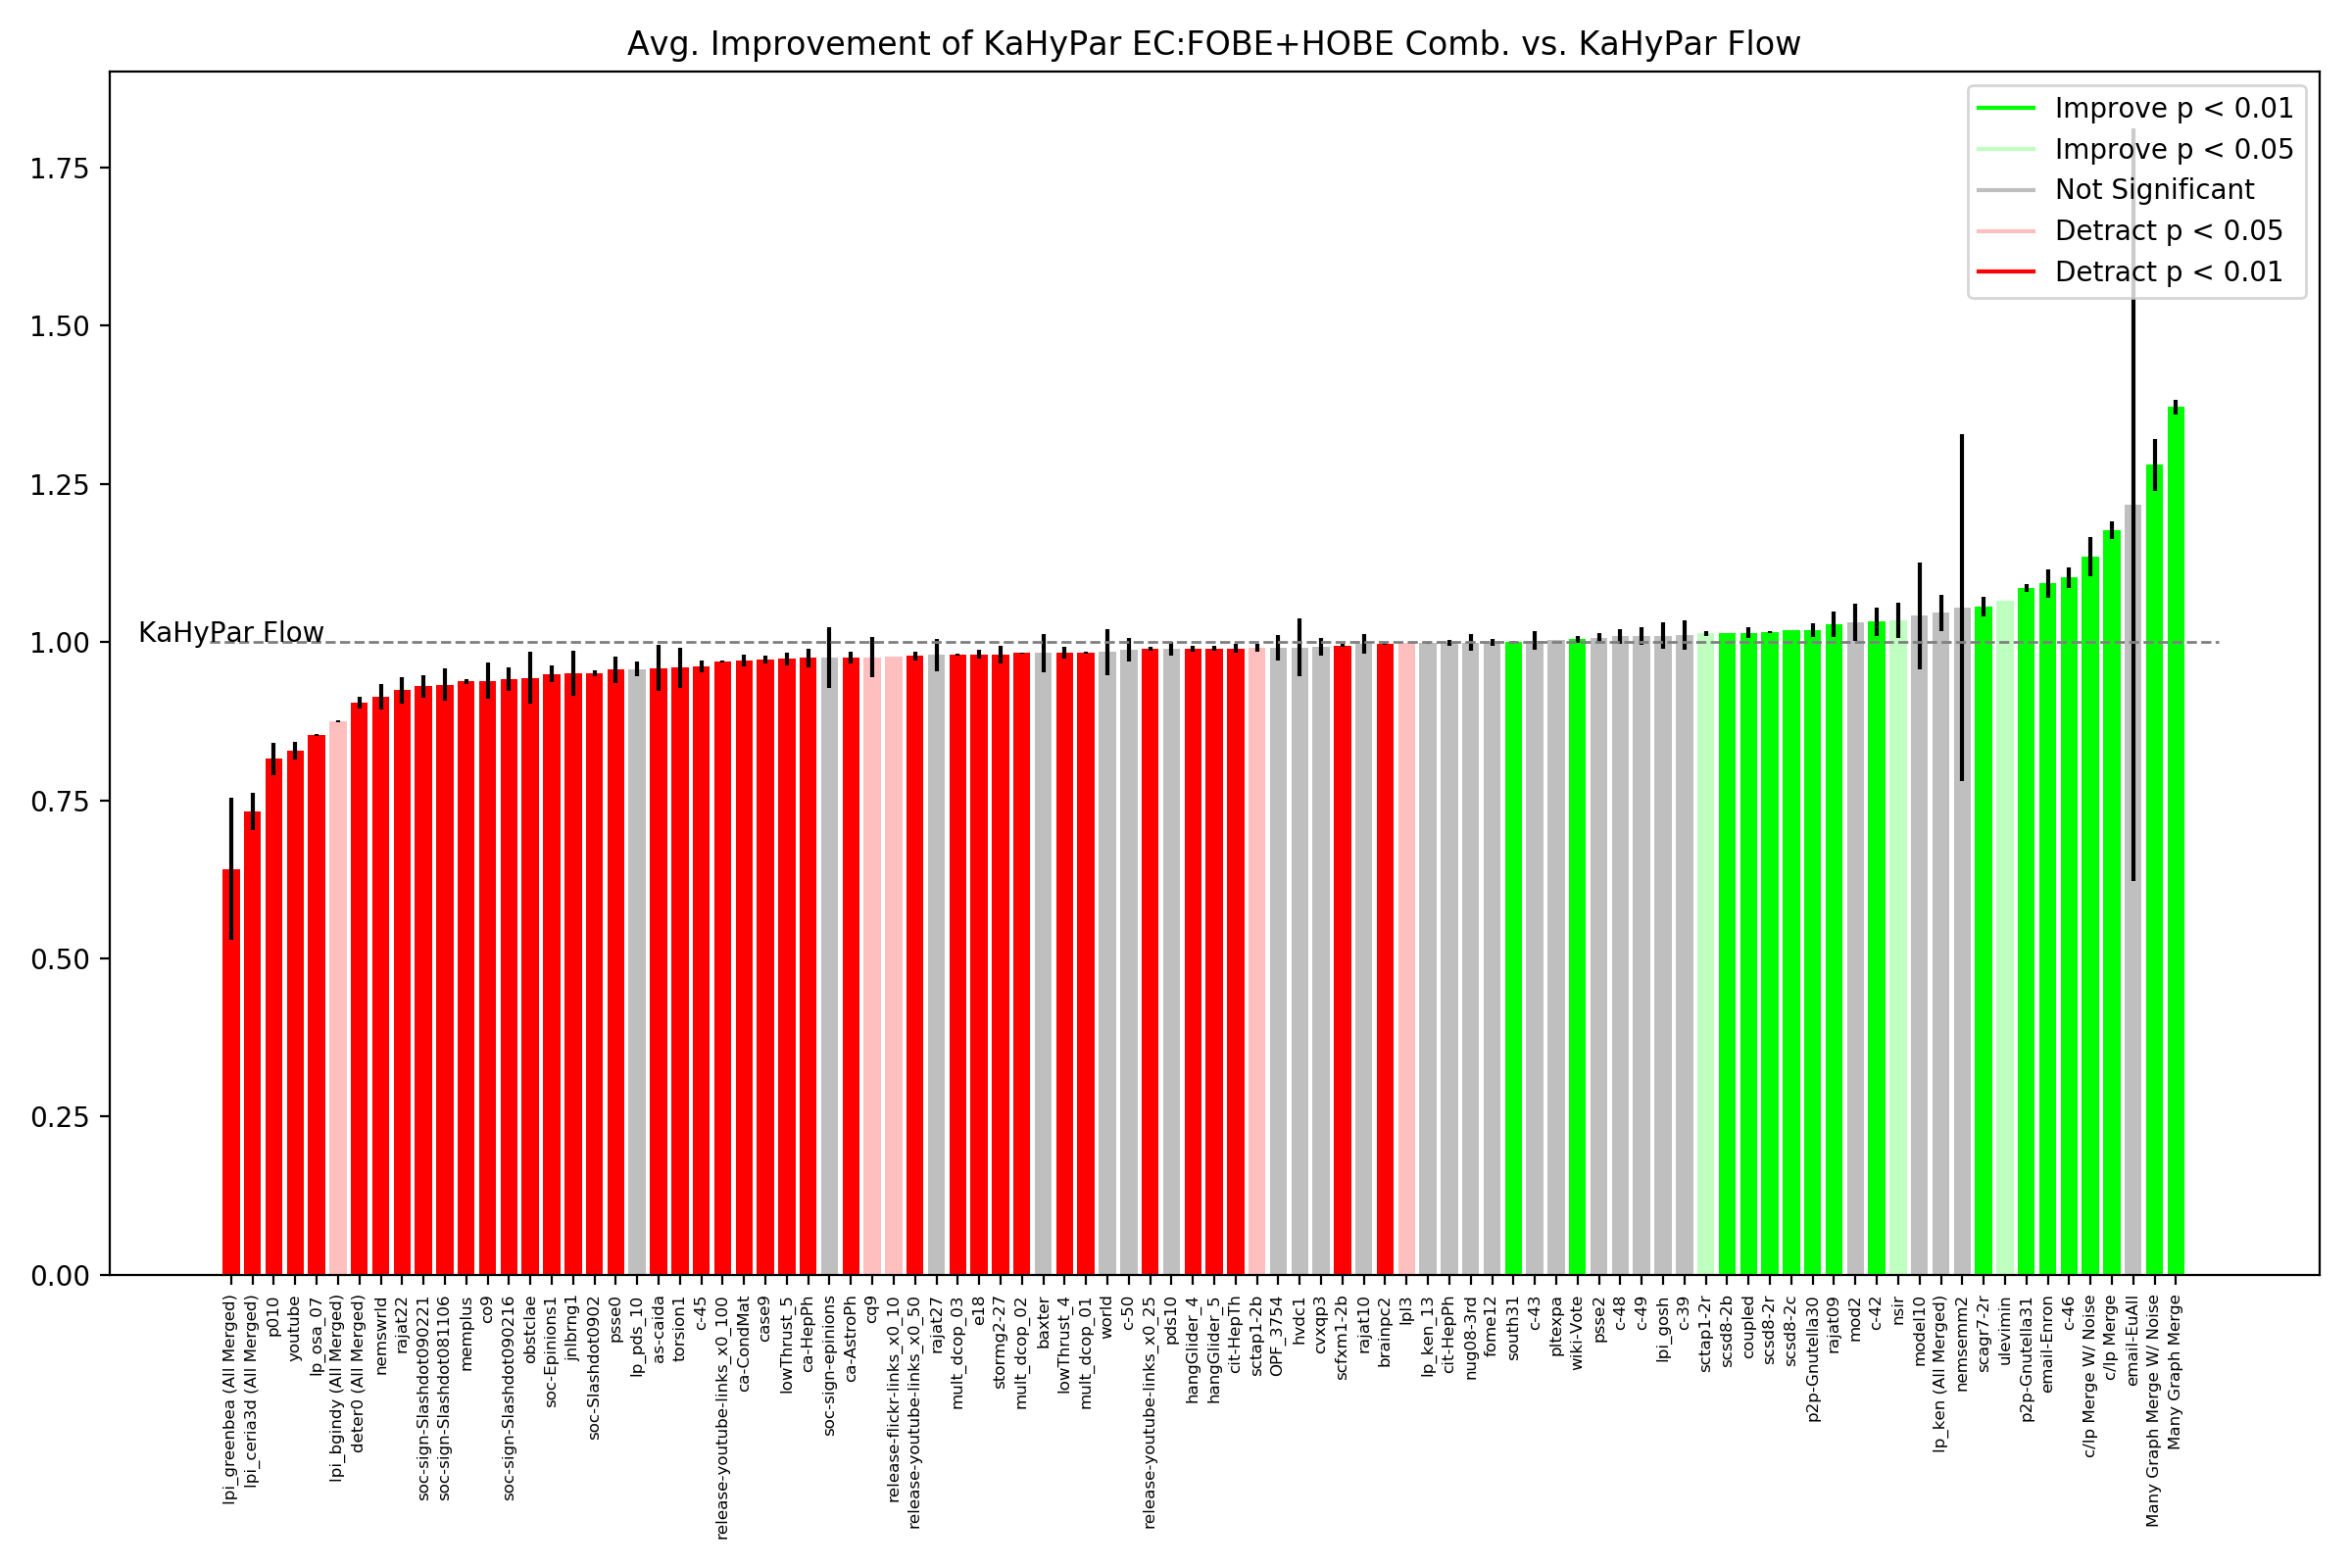 Avg. Improvement of KaHyPar EC:FOBE+HOBE Comb. vs. KaHyPar Flow
Improve p < 0.01
Improve p < 0.05
Not Significant
Detract p < 0.05
Detract p < 0.01
1.75
1.50
1.25
1.00
0.75
0.50
0.25
0.00
KaHyPar Flow
lpi_greenbea (All Merged)
lpi_ceria3d (All Merged)
p010
youtube
lp_osa_07
lpi_bgindy (All Merged)
deter0 (All Merged)
nemswrld
rajat22
soc-sign-Slashdot090221
soc-sign-Slashdot081106
memplus
co9
soc-sign-Slashdot090216
obstclae
soc-Epinions1
jnlbrng1
soc-Slashdot0902
psse0
lp_pds_10
as-caida
torsion1
c-45
release-youtube-links_x0_100
ca-CondMat
case9
lowThrust_5
ca-HepPh
soc-sign-epinions
ca-AstroPh
cq9
release-flickr-links_x0_10
release-youtube-links_x0_50
rajat27
mult_dcop_03
e18
stormg2-27
mult_dcop_02
baxter
lowThrust_4
mult_dcop_01
world
c-50
release-youtube-links_x0_25
pds10
hangGlider_4
hangGlider_5
cit-HepTh
sctap1-2b
OPF_3754
hvdc1
cvxqp3
scfxm1-2b
rajat10
brainpc2
lpl3
lp_ken_13
cit-HepPh
nug08-3rd
fome12
south31
c-43
pltexpa
wiki-Vote
psse2
c-48
c-49
lpi_gosh
c-39
sctap1-2r
scsd8-2b
coupled
scsd8-2r
scsd8-2c
p2p-Gnutella30
rajat09
mod2
c-42
nsir
model10
lp_ken (All Merged)
nemsemm2
scagr7-2r
ulevimin
p2p-Gnutella31
email-Enron
c-46
c/lp Merge W/ Noise
c/lp Merge
email-EuAll
Many Graph Merge W/ Noise
Many Graph Merge